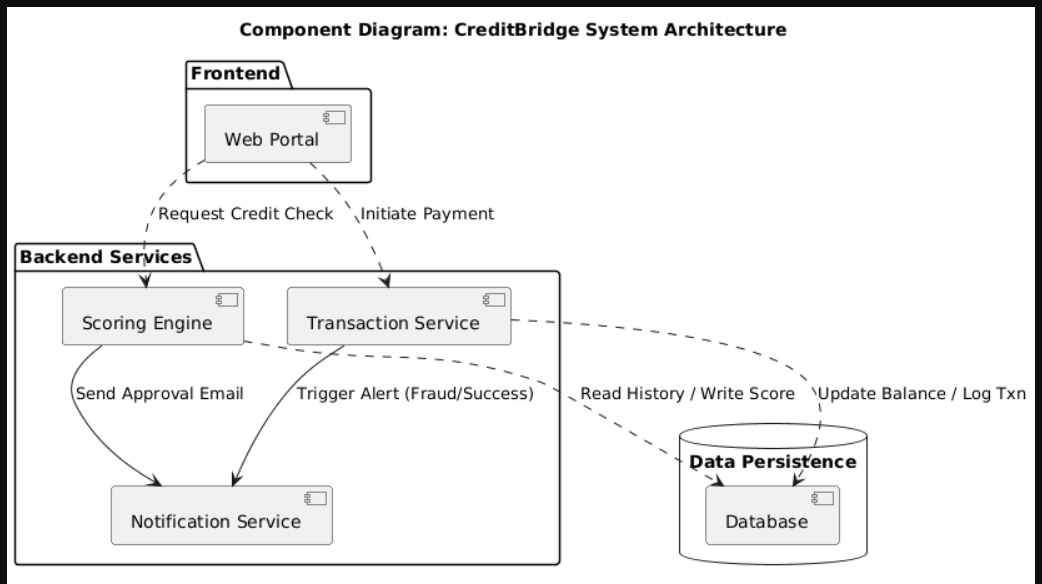 Component Diagram: CreditBridge System Architecture
Frontend
Web Portal
Request Credit Check
Initiate Payment
Backend Services
Scoring Engine
Transaction Service
Send Approval Email
Trigger Alert (Fraud/Success)
Read History / Write Score
Update Balance / Log Txn
Data Persistence
Notification Service
Database